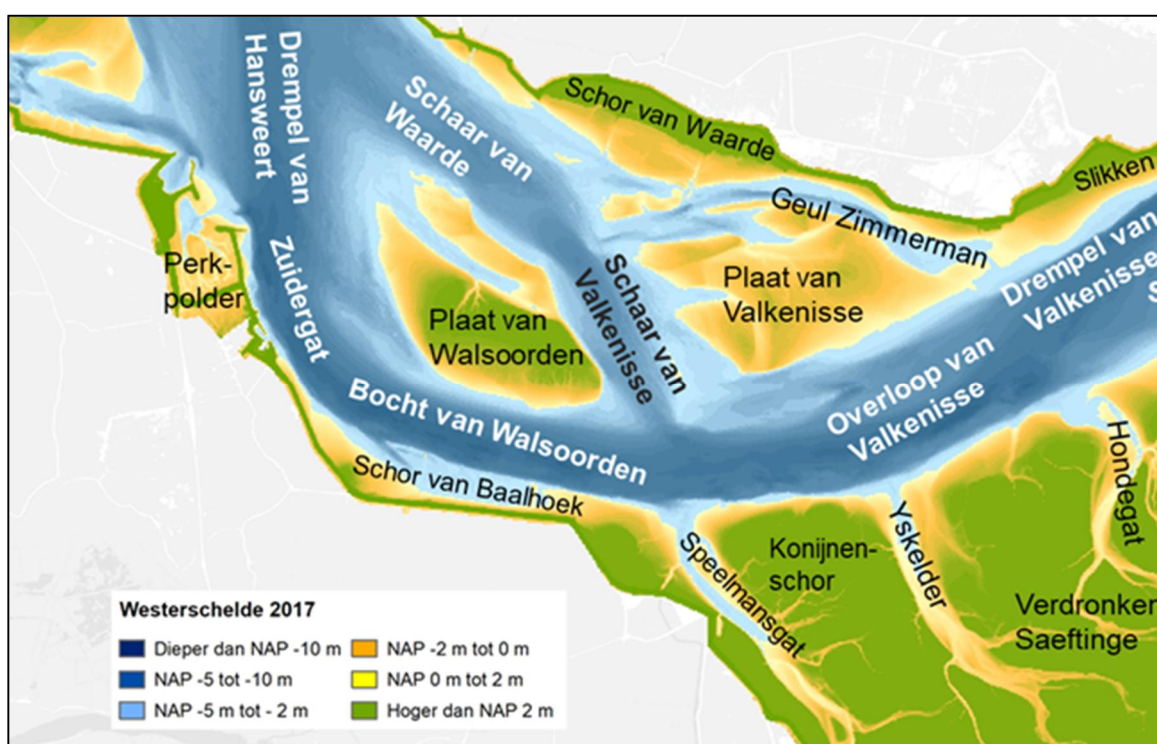 Drempel van
Hansweert
Schaar van
Waarde
Schor van Waarde
Geul Zimmerman
Slikken
Drempel van
Valkenisse
S
Perk-
polder
Zuidergat
Plaat van
Walsoorden
Schaar van
Valkenisse
Plaat van
Valkenisse
Overloop van
Valkenisse
Bocht van Walsoorden
Schor van Baalhoek
Speelmansgat
Konijnen-
schor
Yskelder
Hondegat
Verdronken
Saeftinge
Westerschelde 2017
Dieper dan NAP -10 m
NAP -5 tot -10 m
NAP -5 m tot - 2 m
NAP -2 m tot 0 m
NAP 0 m tot 2 m
Hoger dan NAP 2 m